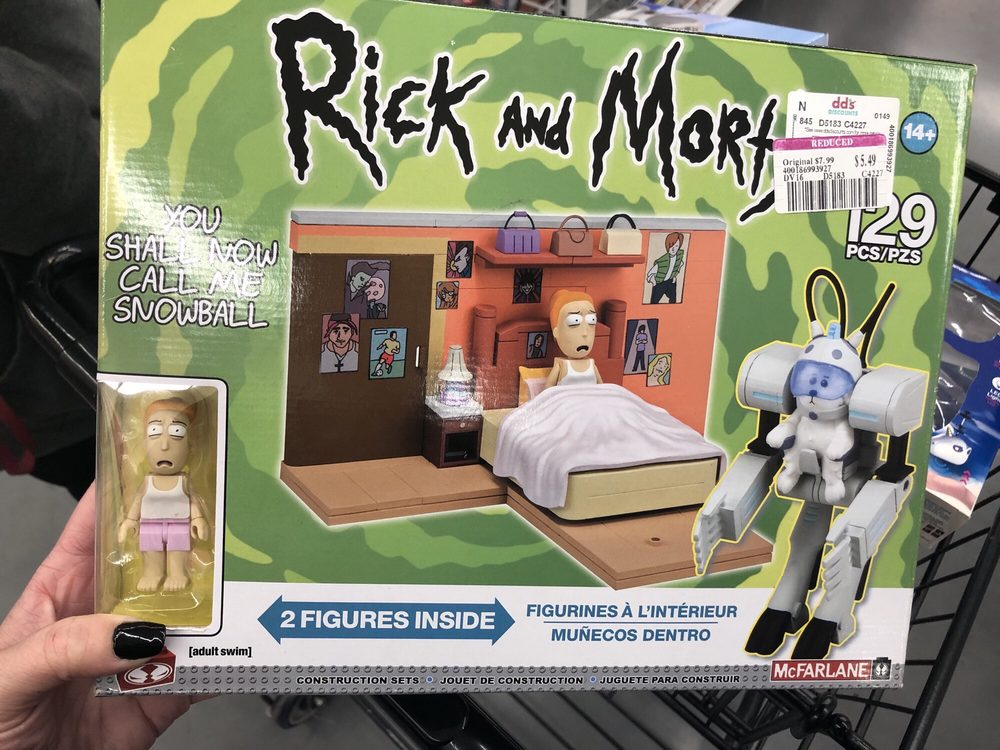 RICK AND MORTY
N
dd's
DISCOUNTS
0149
845 D5183 C4227
400186993927
REDUCED
Original $7.99
$5.49
400186993927
DV16 D5183 C4227
14+
129
PCS/PZS
YOU
SHALL NOW
CALL ME
SNOWBALL
2 FIGURES INSIDE
FIGURINES À L'INTÉRIEUR
MUÑECOS DENTRO
[adult swim]
McFARLANE
CONSTRUCTION SETS • JOUET DE CONSTRUCTION • JUGUETE PARA CONSTRUIR